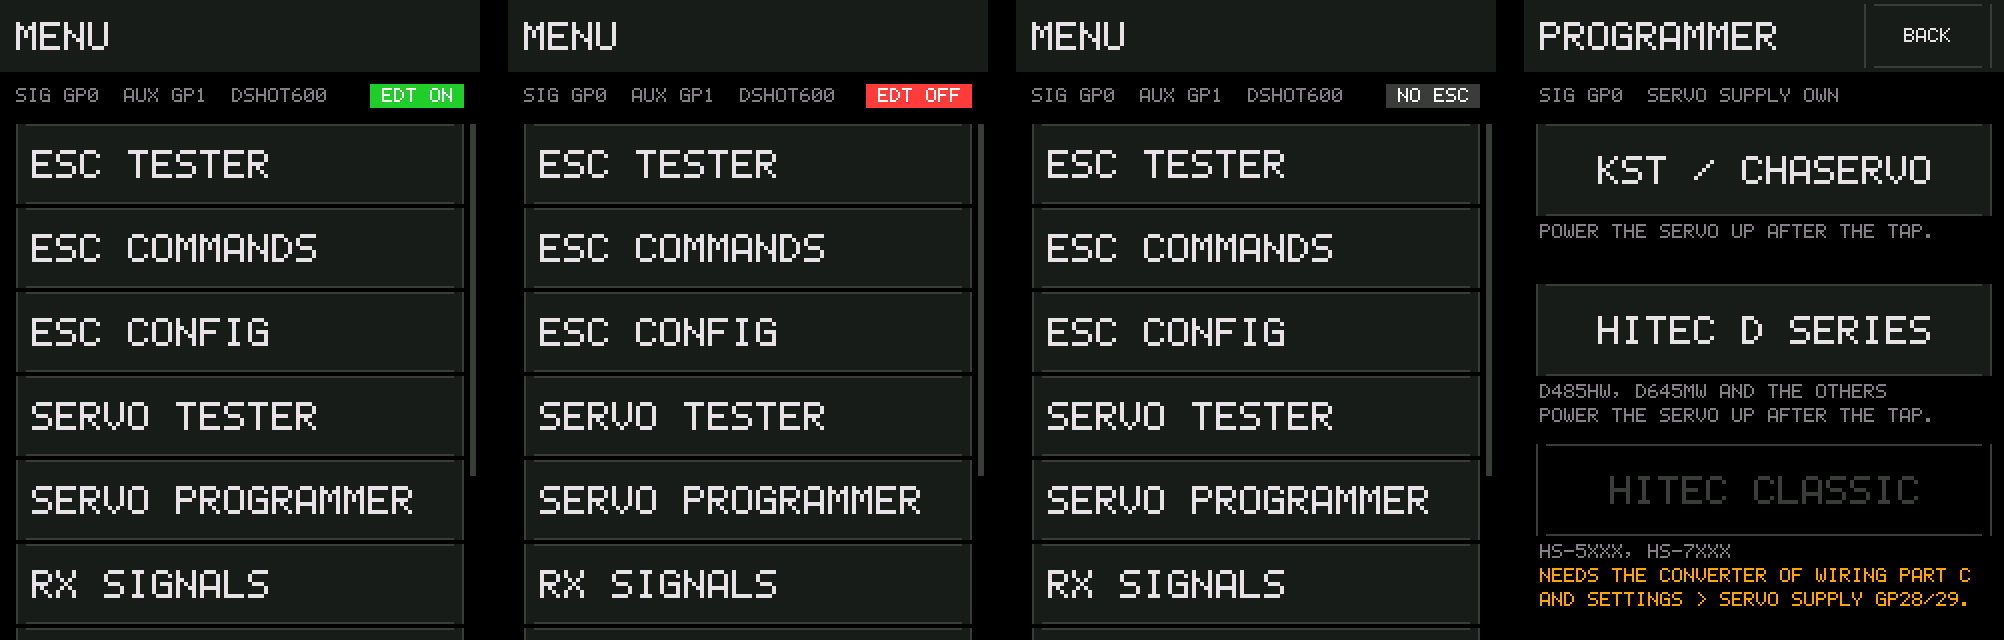 MENU
SIG GP0 AUX GP1 DSHOT600 EDT ON
ESC TESTER
ESC COMMANDS
ESC CONFIG
SERVO TESTER
SERVO PROGRAMMER
RX SIGNALS
MENU
SIG GP0 AUX GP1 DSHOT600 EDT OFF
ESC TESTER
ESC COMMANDS
ESC CONFIG
SERVO TESTER
SERVO PROGRAMMER
RX SIGNALS
MENU
SIG GP0 AUX GP1 DSHOT600 NO ESC
ESC TESTER
ESC COMMANDS
ESC CONFIG
SERVO TESTER
SERVO PROGRAMMER
RX SIGNALS
PROGRAMMER BACK
SIG GP0 SERVO SUPPLY OWN
KST / CHASERVO
POWER THE SERVO UP AFTER THE TAP.
HITEC D SERIES
D485HW, D645MW AND THE OTHERS
POWER THE SERVO UP AFTER THE TAP.
HITEC CLASSIC
HS-5XXX, HS-7XXX
NEEDS THE CONVERTER OF WIRING PART C
AND SETTINGS > SERVO SUPPLY GP28/29.